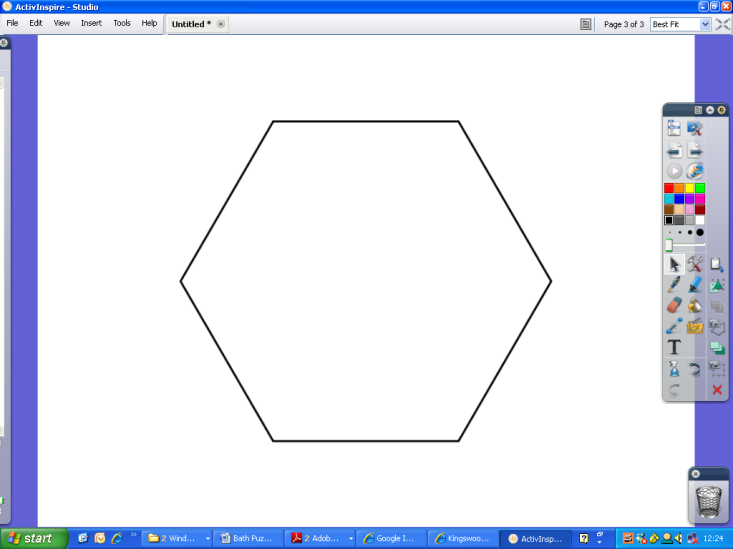 ActivInspire - Studio
File Edit View Insert Tools Help Untitled * Page 3 of 3 Best Fit
T
start 2 Wind... Bath Puz... 2 Adob... Google I... Kingswoo... ActivInsp... 12:24